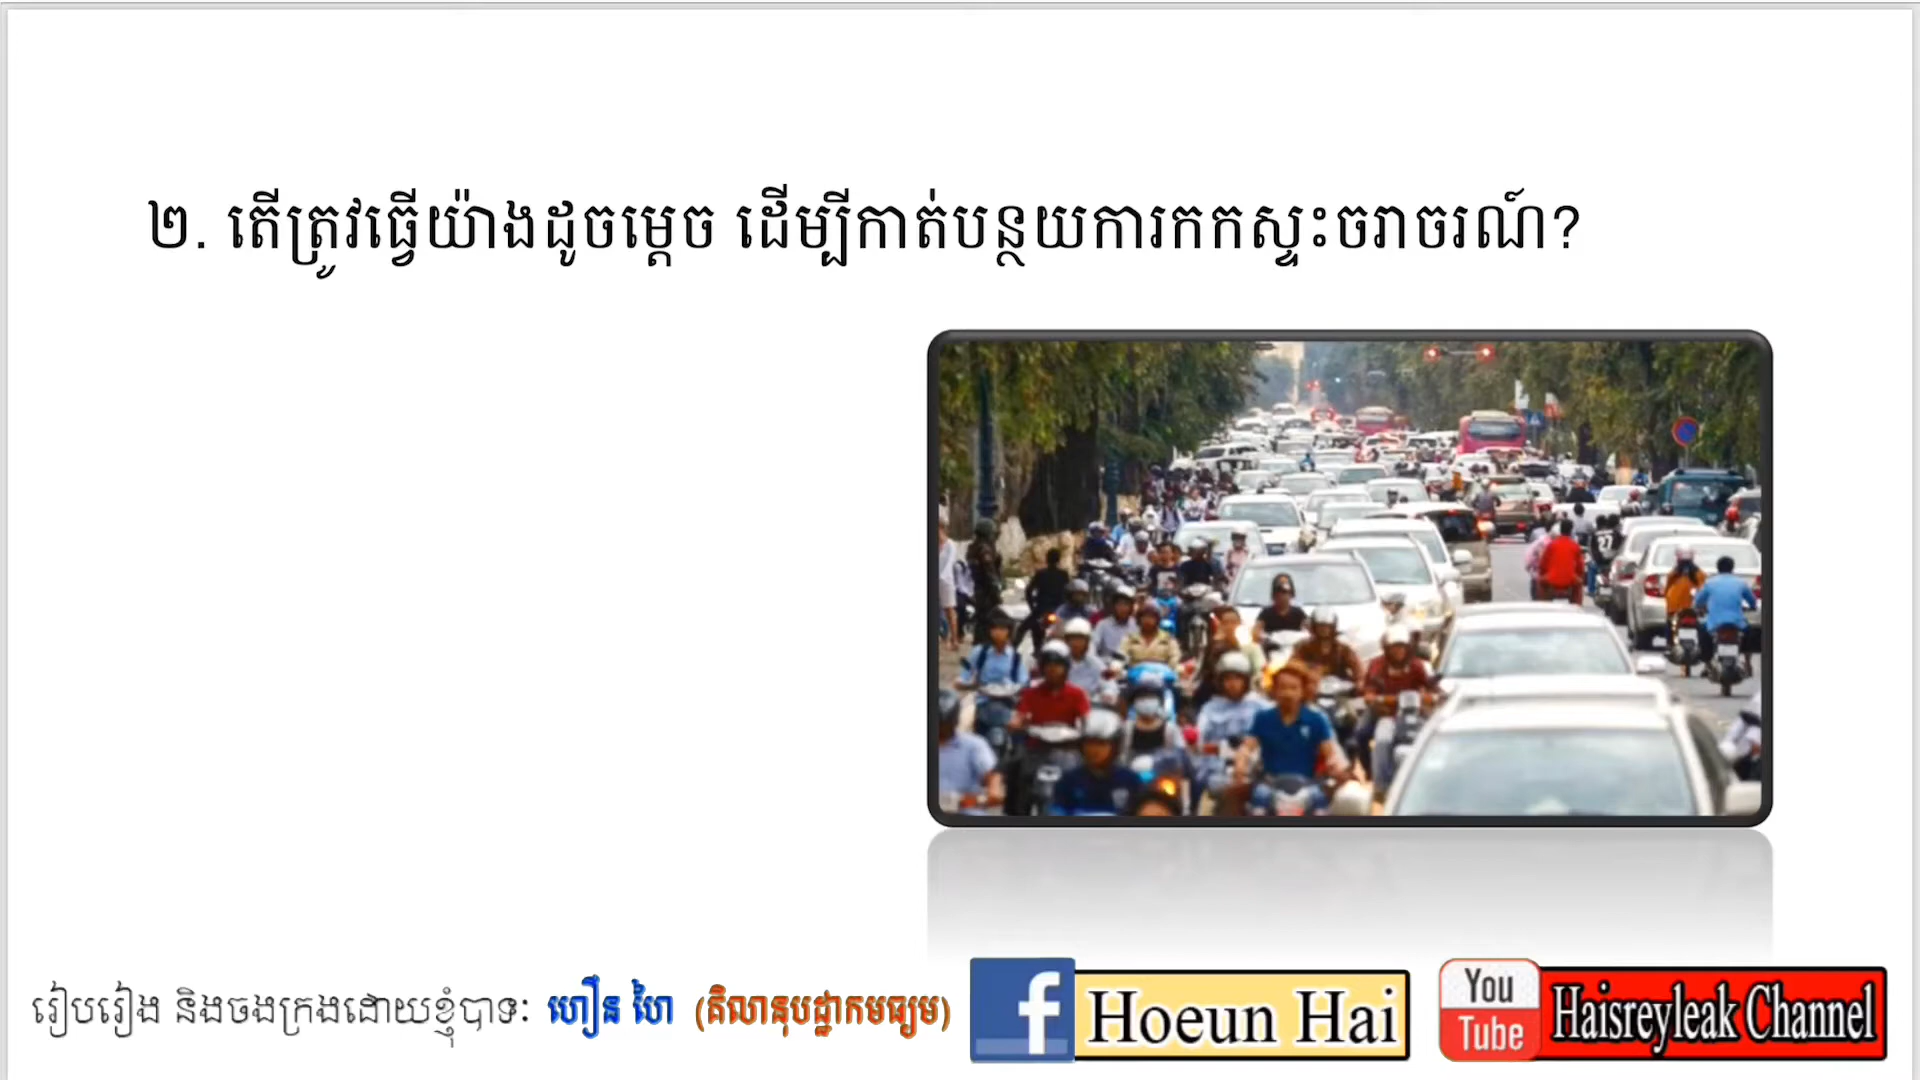 ២. តើត្រូវធ្វើយ៉ាងដូចម្ដេច ដើម្បីកាត់បន្ថយការកកស្ទះចរាចរណ៍?
រៀបរៀង និងចងក្រងដោយខ្ញុំបាទ: ហឿន ហៃ (គិលានុបដ្ឋាកមធ្យម)
f Hoeun Hai
You Tube Haisreyleak Channel